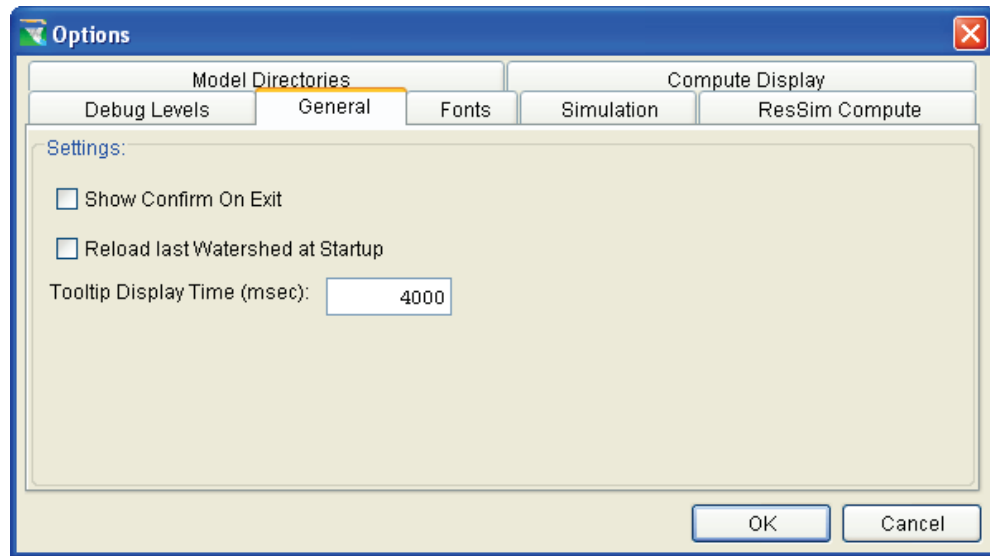 Options
Model Directories Compute Display
Debug Levels General Fonts Simulation ResSim Compute
Settings:
Show Confirm On Exit
Reload last Watershed at Startup
Tooltip Display Time (msec): 4000
OK Cancel